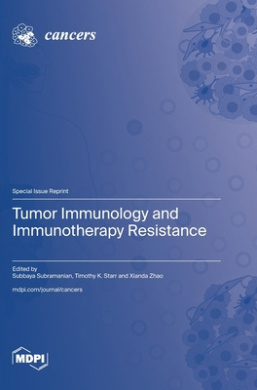 cancers
Special Issue Reprint
Tumor Immunology and
Immunotherapy Resistance
Edited by
Subbaya Subramanian, Timothy K. Starr and Xianda Zhao
mdpi.com/journal/cancers
MDPI